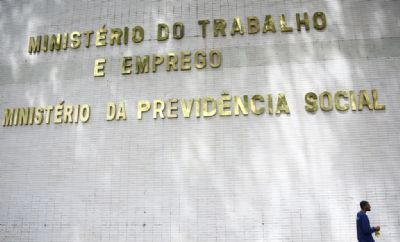 MINISTÉRIO DO TRABALHO
E EMPREGO
MINISTÉRIO DA PREVIDÊNCIA SOCIAL